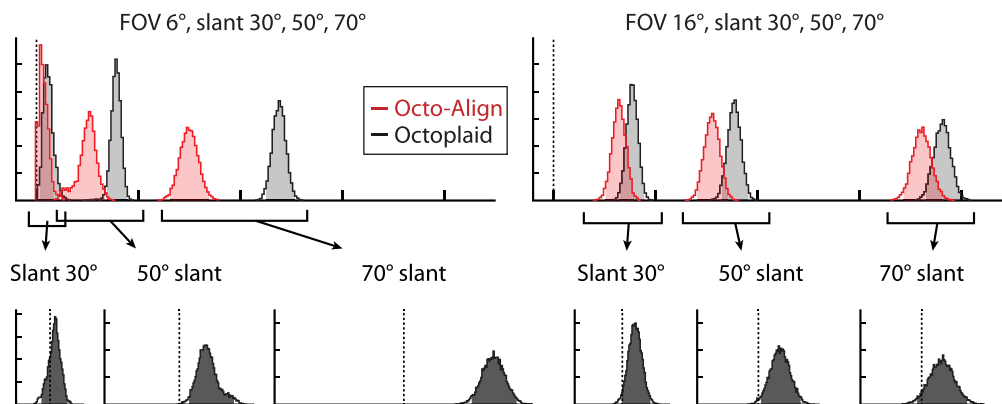 FOV 6°, slant 30°, 50°, 70°
FOV 16°, slant 30°, 50°, 70°
Octo-Align
Octoplaid
Slant 30°
50° slant
70° slant
Slant 30°
50° slant
70° slant